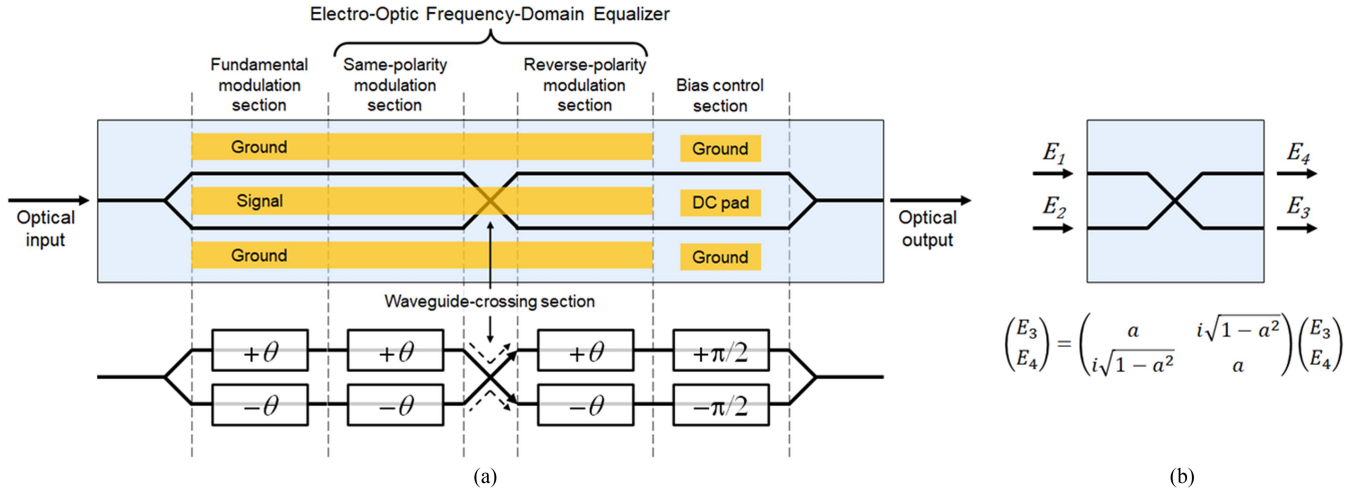 Electro-Optic Frequency-Domain Equalizer
Fundamental
modulation
section
Same-polarity
modulation
section
Reverse-polarity
modulation
section
Bias control
section
Ground
Ground
Signal
DC pad
Ground
Ground
Optical
input
Optical
output
Waveguide-crossing section
+θ
+θ
+θ
+π/2
−θ
−θ
−θ
−π/2
(a)
E₁
E₄
E₂
E₃
(E₃ E₄) = (a i√1 − a² i√1 − a² a) (E₃ E₄)
(b)